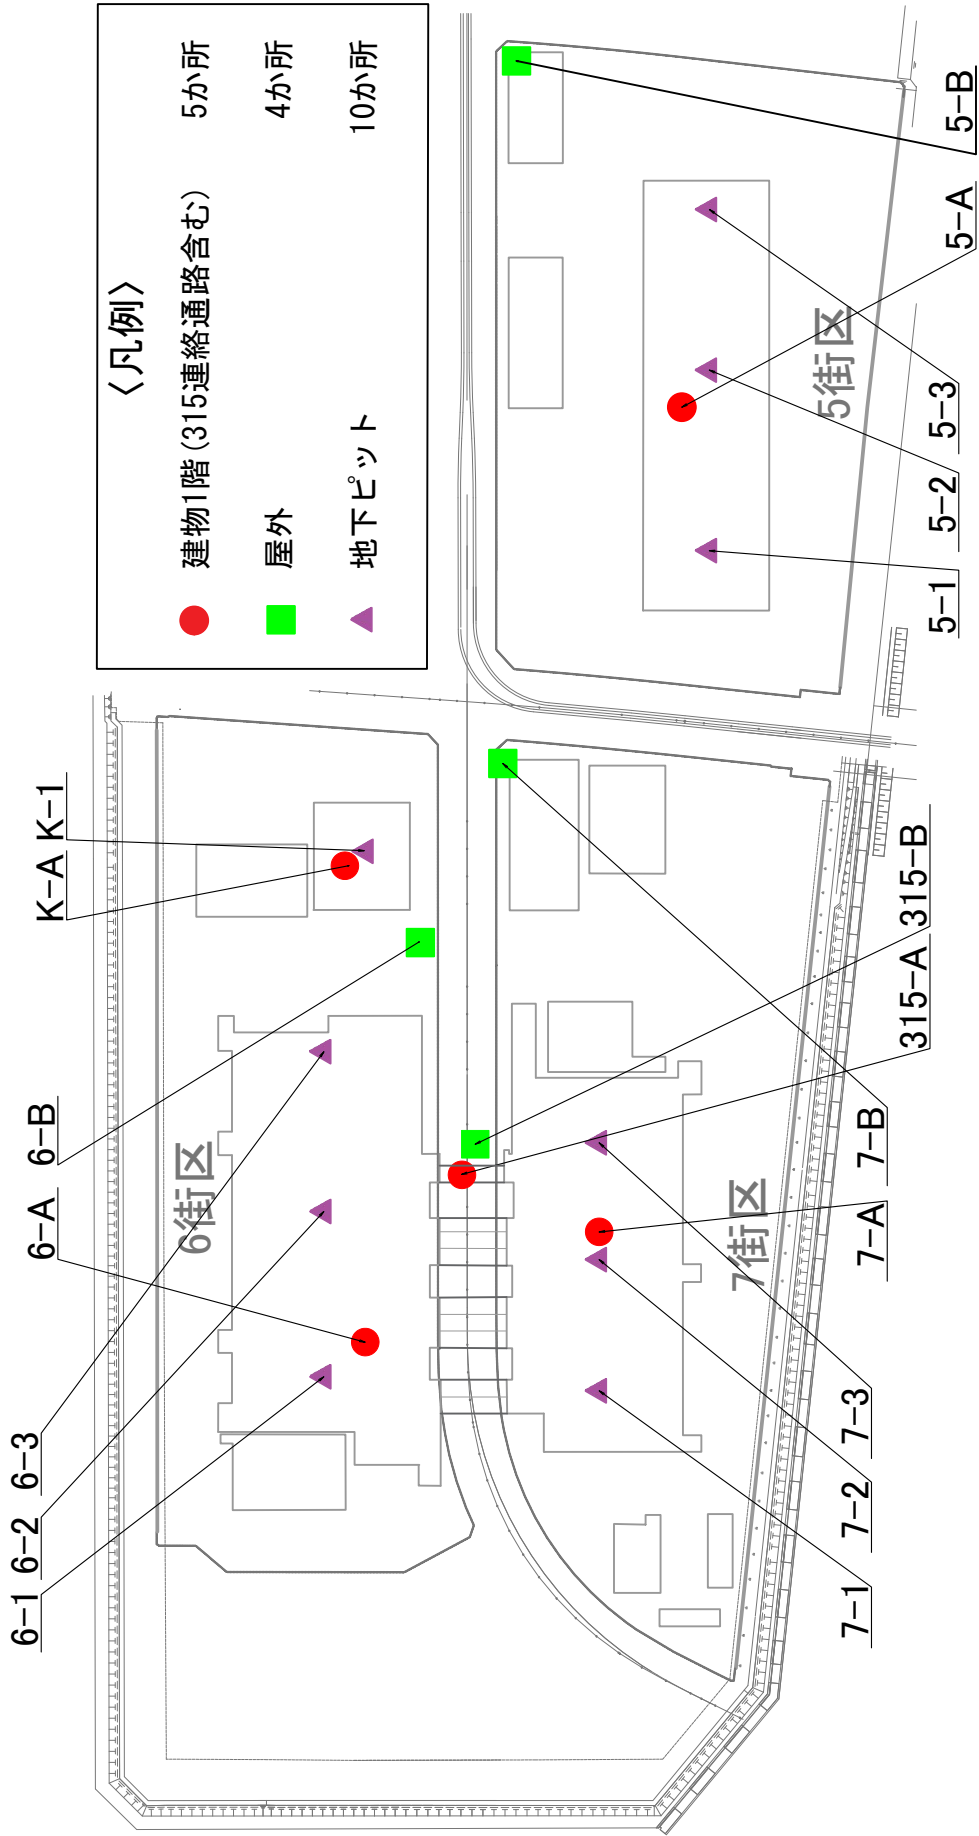 〈凡例〉
建物1階（315連絡通路含む） 5か所
屋外 4か所
地下ピット 10か所
6-1
6-2
6-3
6-A
6-B
K-A
K-1
6街区
7街区
5街区
7-1
7-2
7-3
7-A
7-B
315-A
315-B
5-1
5-2
5-3
5-A
5-B